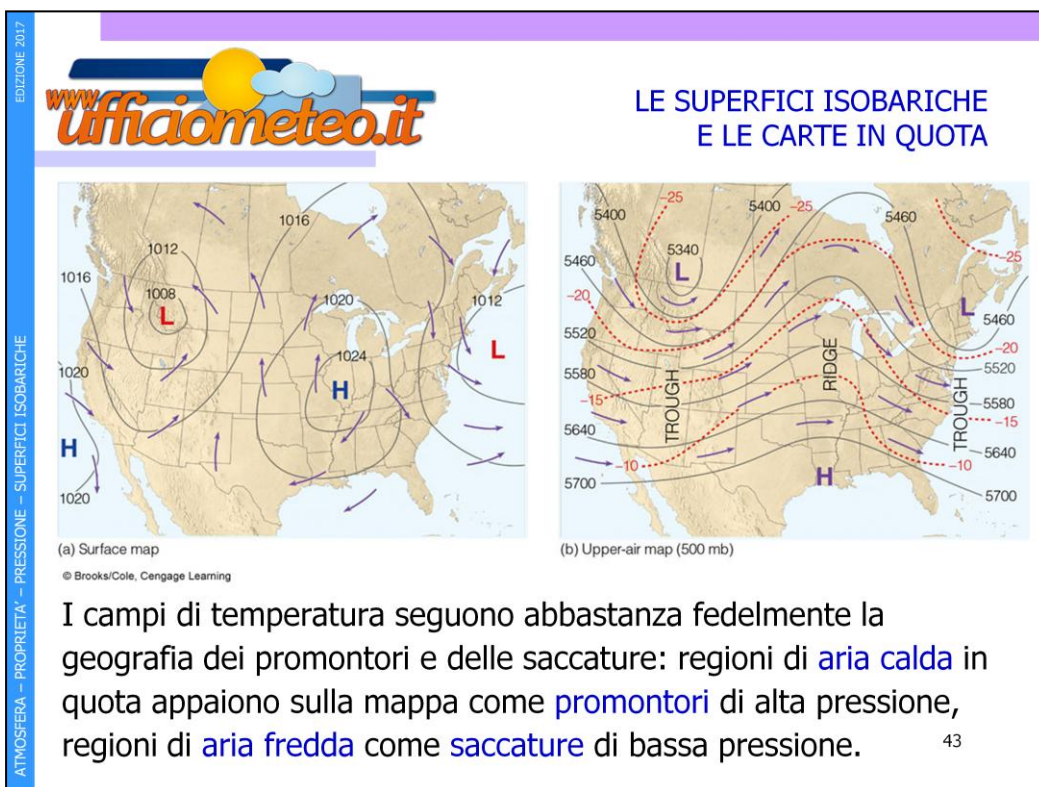 EDIZIONE 2017
ATMOSFERA – PROPRIETA’ – PRESSIONE – SUPERFICI ISOBARICHE
www
ufficiometeo.it
LE SUPERFICI ISOBARICHE
E LE CARTE IN QUOTA
1016
1012
1016
1008
L
1020
1012
1020
L
1024
H
H
1020
(a) Surface map
© Brooks/Cole, Cengage Learning
-25
5400
5400
-25
5460
5340
L
5460
-25
-20
L
5460
5520
-20
5520
5580
TROUGH
RIDGE
TROUGH
5580
-15
-15
5640
5640
-10
-10
5700
H
5700
(b) Upper-air map (500 mb)
I campi di temperatura seguono abbastanza fedelmente la
geografia dei promontori e delle saccature: regioni di aria calda in
quota appaiono sulla mappa come promontori di alta pressione,
regioni di aria fredda come saccature di bassa pressione.
43